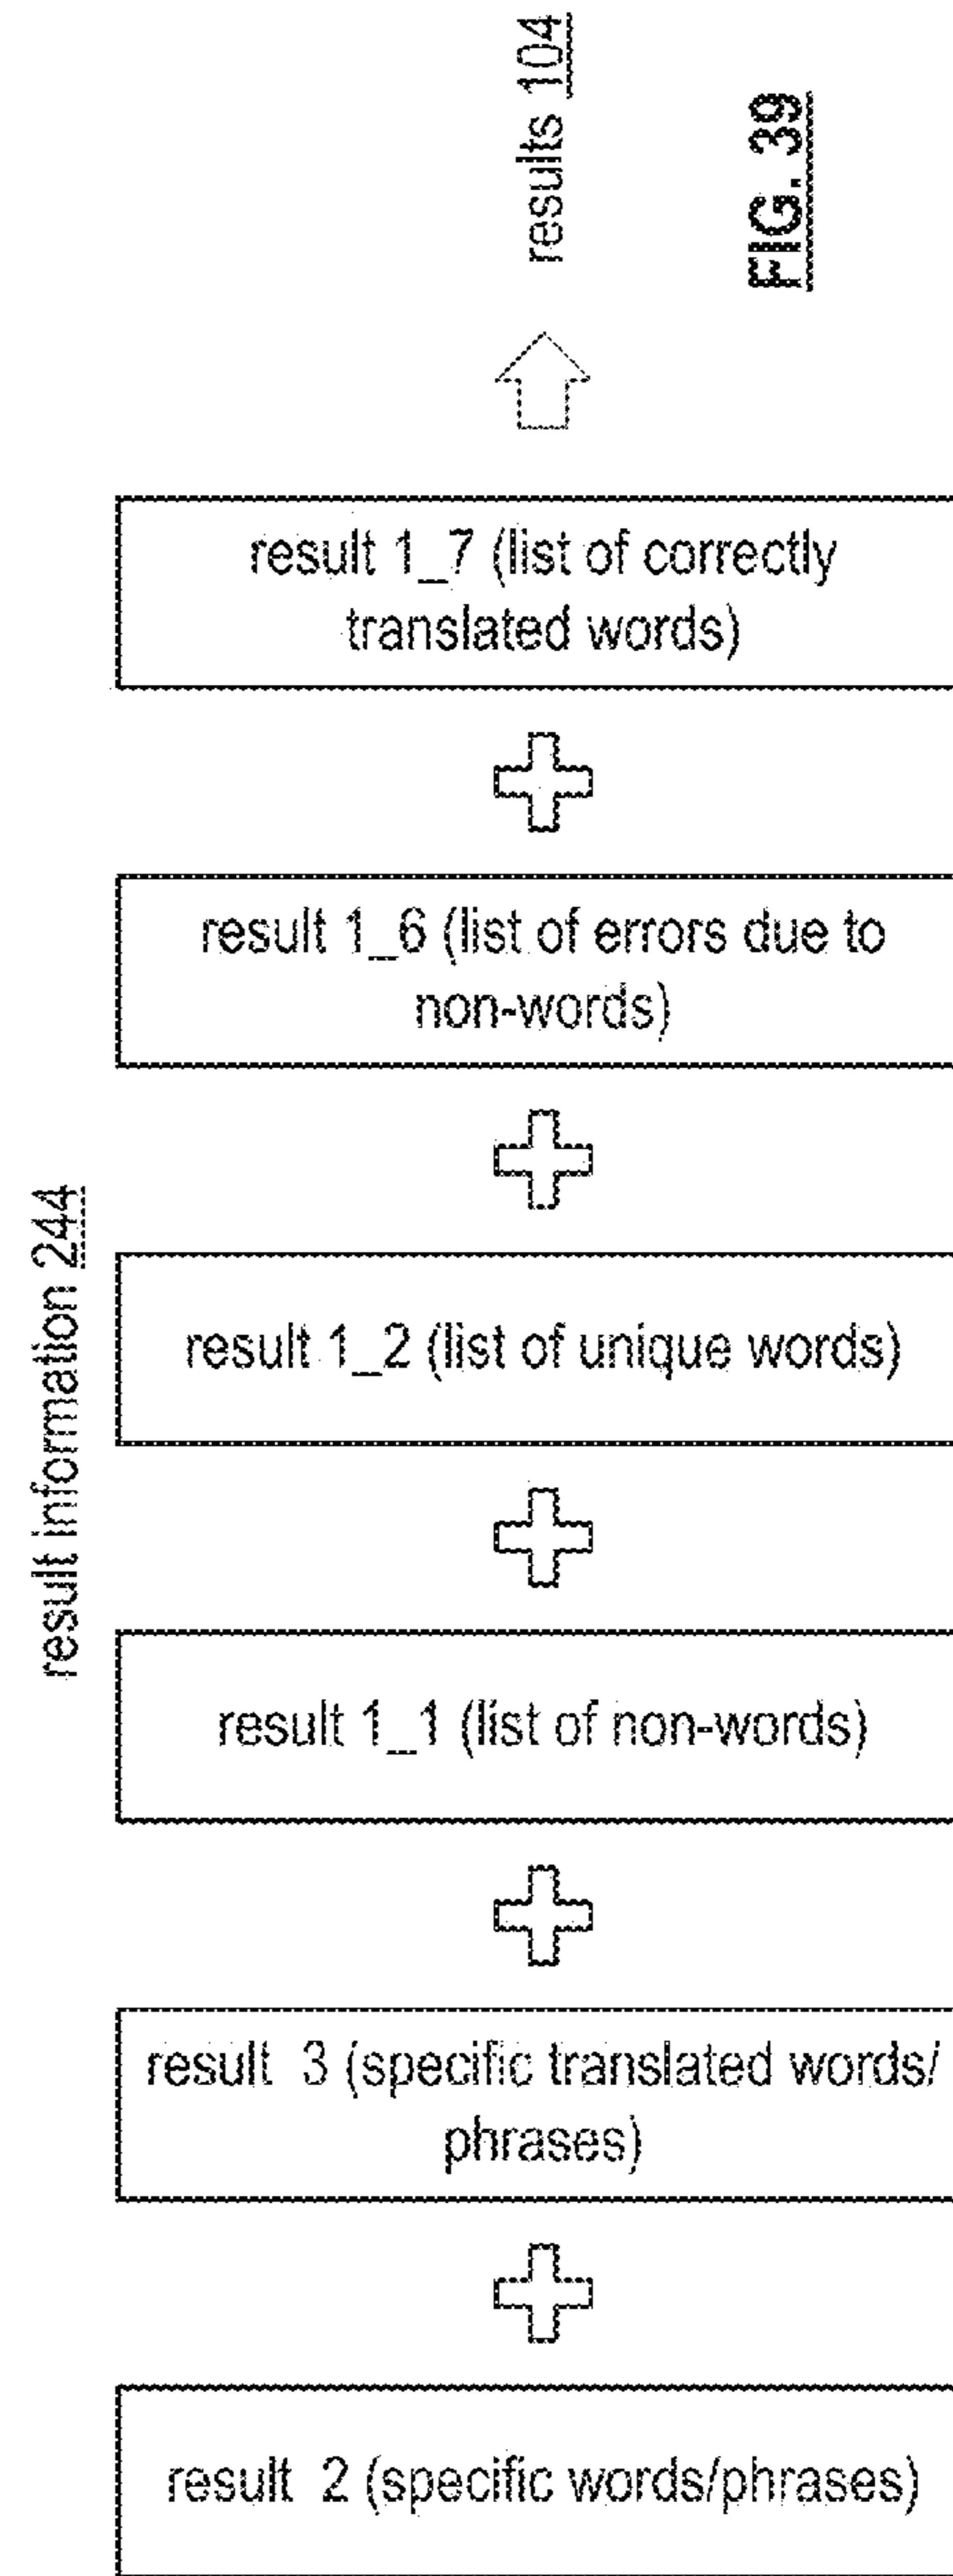 results 104
FIG. 39
result 1_7 (list of correctly
translated words)
result 1_6 (list of errors due to
non-words)
result information 244
result 1_2 (list of unique words)
result 1_1 (list of non-words)
result 3 (specific translated words/
phrases)
result 2 (specific words/phrases)